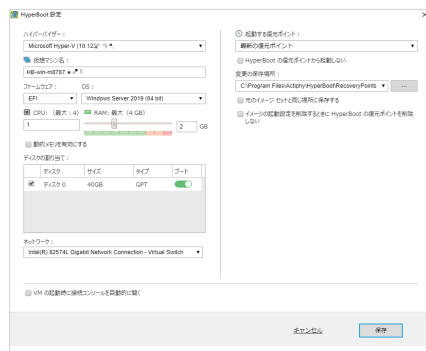 HyperBoot 設定
ハイパーバイザー:
Microsoft Hyper-V (10.122
仮想マシン名:
HB-win-m8787
ファームウェア: OS:
EFI Windows Server 2019 (64 bit)
CPU: (最大:4) RAM: 最大 (4 GB)
1 2 GB
動的メモリを有効にする
ディスクの割り当て:
ディスク サイズ タイプ ブート
ディスク 0 40GB GPT
ネットワーク:
Intel(R) 82574L Gigabit Network Connection - Virtual Switch
VM の起動時に接続コンソールを自動的に開く
起動する復元ポイント:
最新の復元ポイント
HyperBoot の復元ポイントから起動しない
変更の保存場所:
C:\Program Files\Actiphy\HyperBoot\RecoveryPoints ...
元のイメージ セットと同じ場所に保存する
イメージの起動設定を削除するときに HyperBoot の復元ポイントを削除
しない
キャンセル 保存